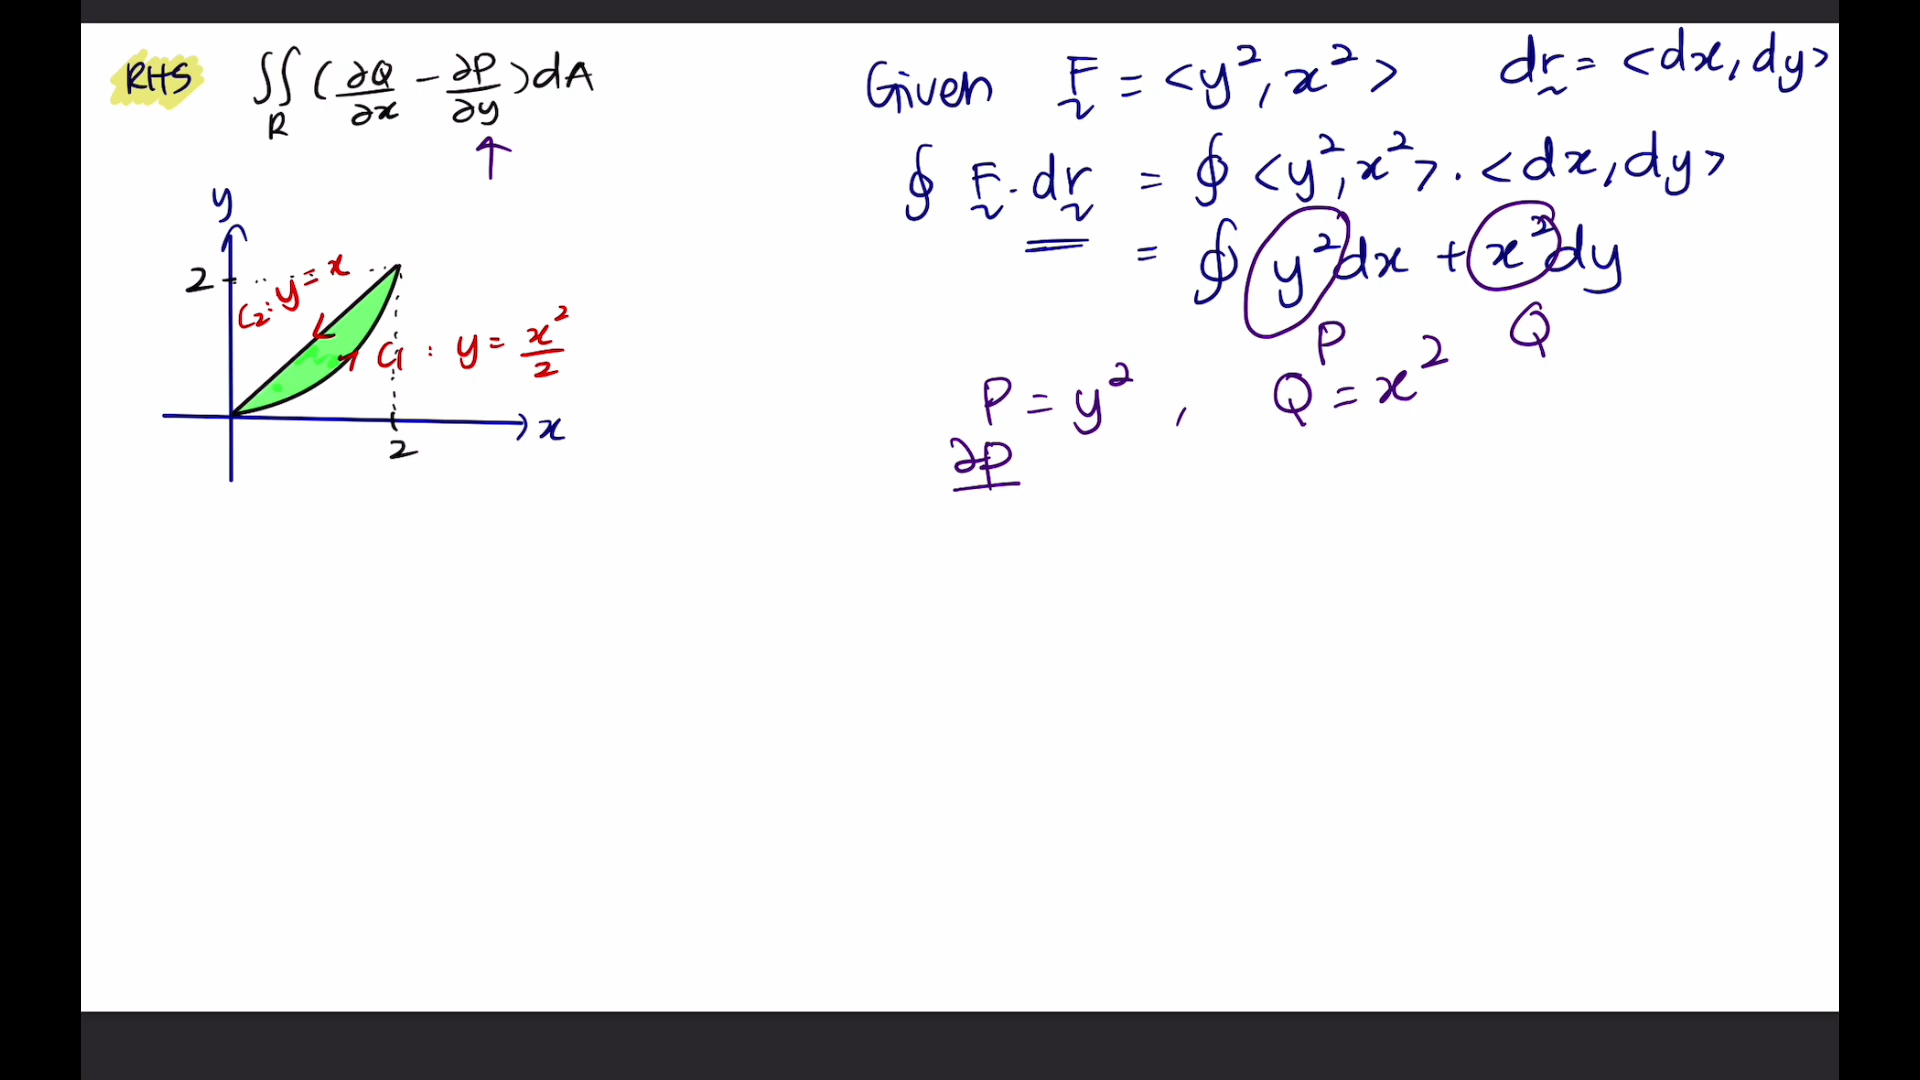 RHS ∬_R (∂Q/∂x − ∂P/∂y) dA
y
2
C₂: y = x
C₁ : y = x²/2
x
2
Given F̰ = <y², x²> dr̰ = <dx, dy>
∮ F̰ · dr̰ = ∮ <y², x²> · <dx, dy>
= ∮ y² dx + x² dy
P Q
P = y² , Q = x²
∂P